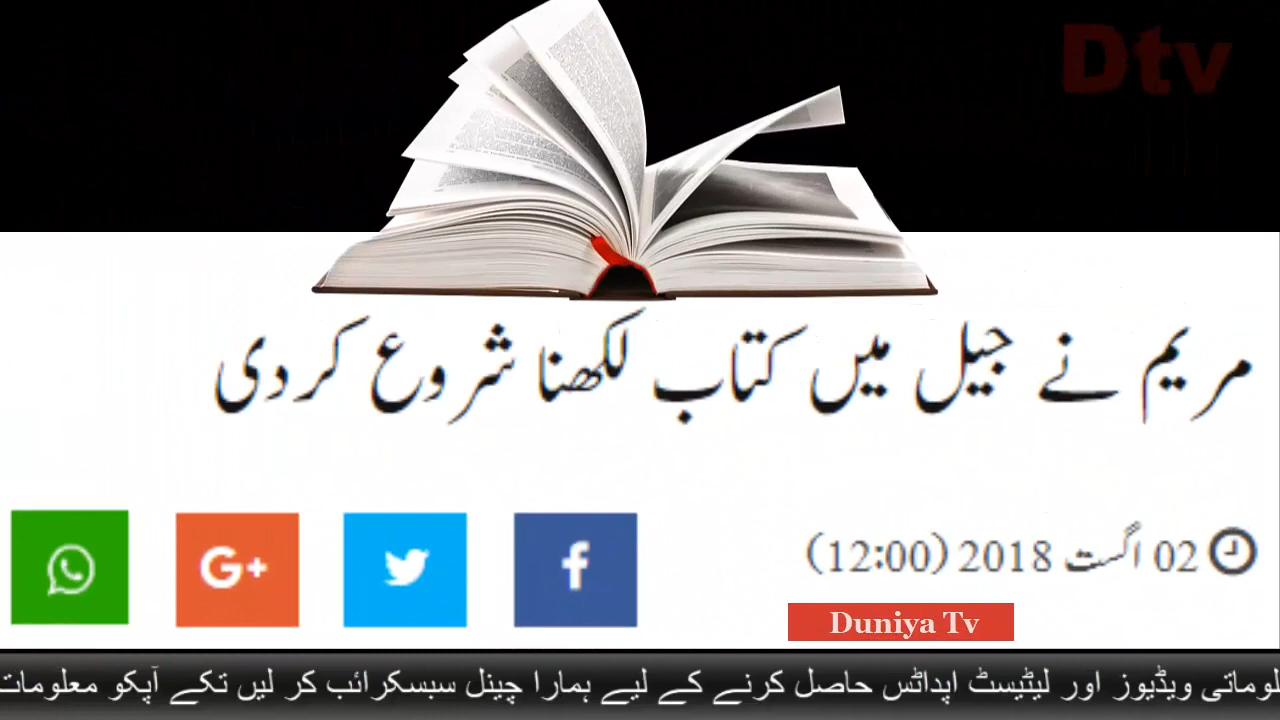 Dtv
مریم نے جیل میں کتاب لکھنا شروع کردی
02 اگست 2018 (12:00)
G+
f
Duniya Tv
لوماتی ویڈیوز اور لیٹیسٹ اپڈاٹس حاصل کرنے کے لیے ہمارا چینل سبسکرائب کر لیں تکے آپکو معلومات